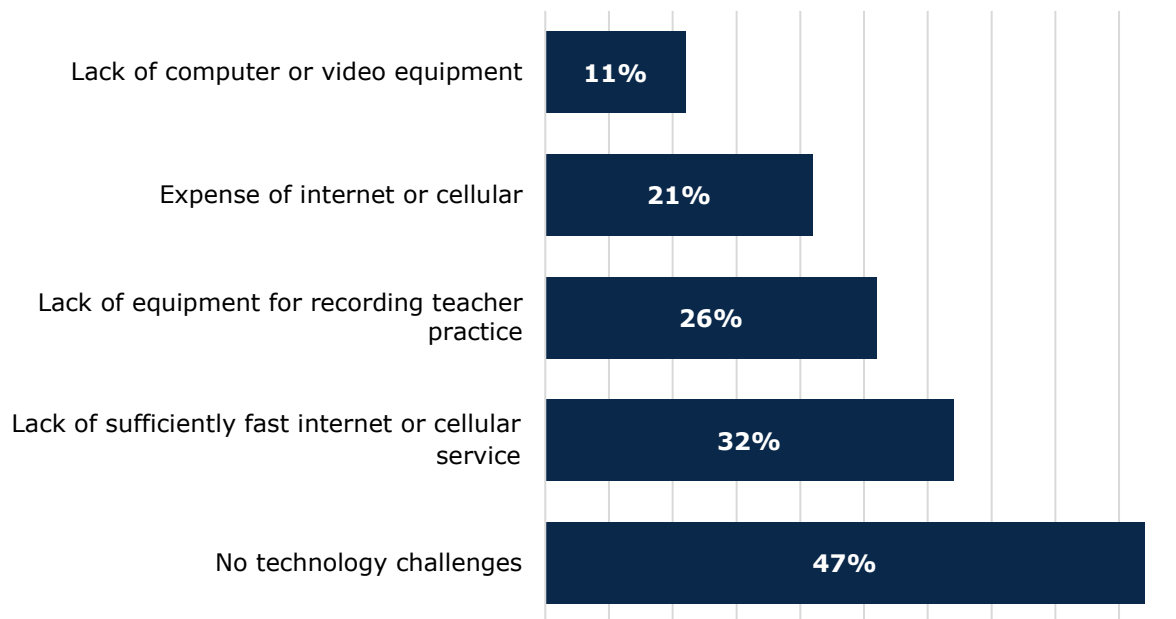 Lack of computer or video equipment
11%
Expense of internet or cellular
21%
Lack of equipment for recording teacher
practice
26%
Lack of sufficiently fast internet or cellular
service
32%
No technology challenges
47%